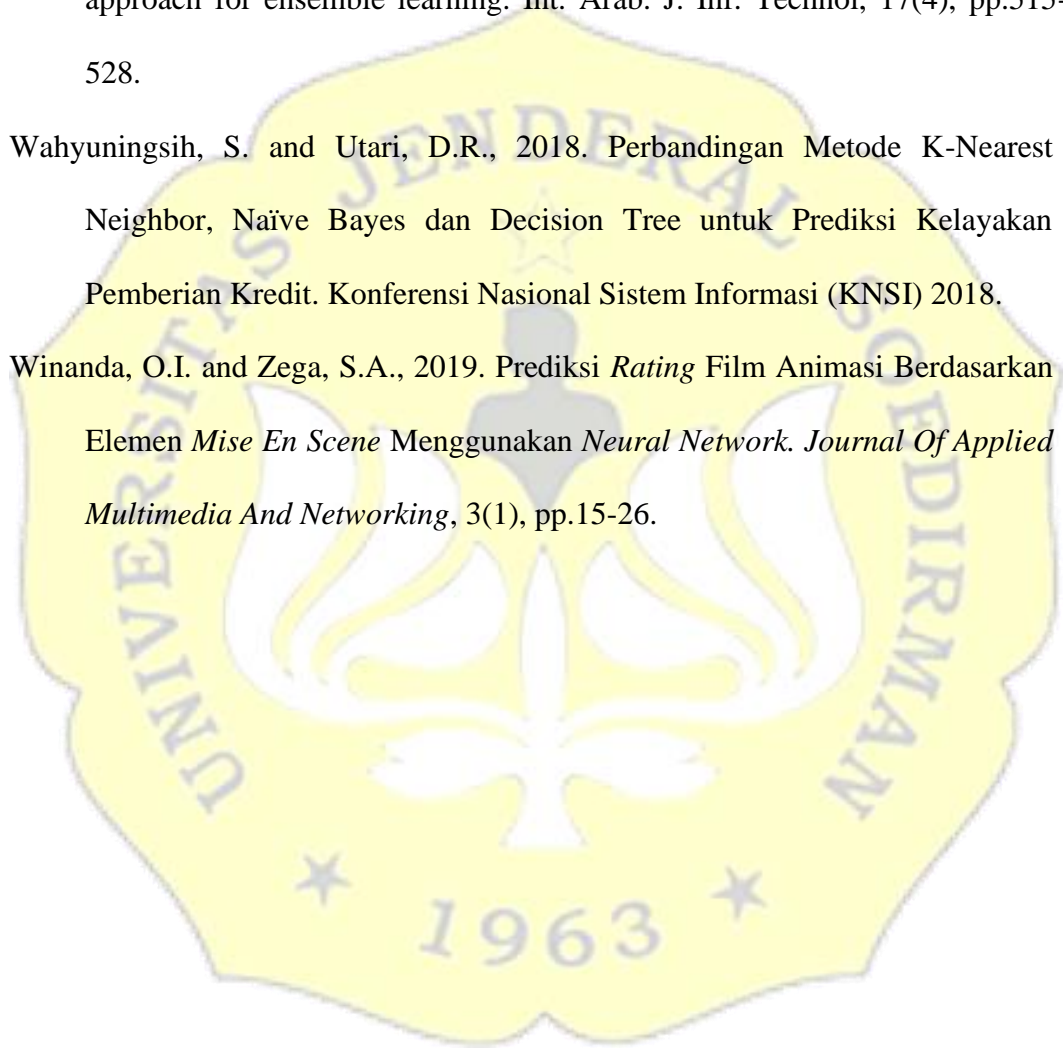 approach for ensemble learning. Int. Arab. J. Inf. Technol, 17(4), pp.515-
528.
Wahyuningsih, S. and Utari, D.R., 2018. Perbandingan Metode K-Nearest
Neighbor, Naïve Bayes dan Decision Tree untuk Prediksi Kelayakan
Pemberian Kredit. Konferensi Nasional Sistem Informasi (KNSI) 2018.
Winanda, O.I. and Zega, S.A., 2019. Prediksi Rating Film Animasi Berdasarkan
Elemen Mise En Scene Menggunakan Neural Network. Journal Of Applied
Multimedia And Networking, 3(1), pp.15-26.
UNIVERSITAS JENDERAL SOEDIRMAN
1963